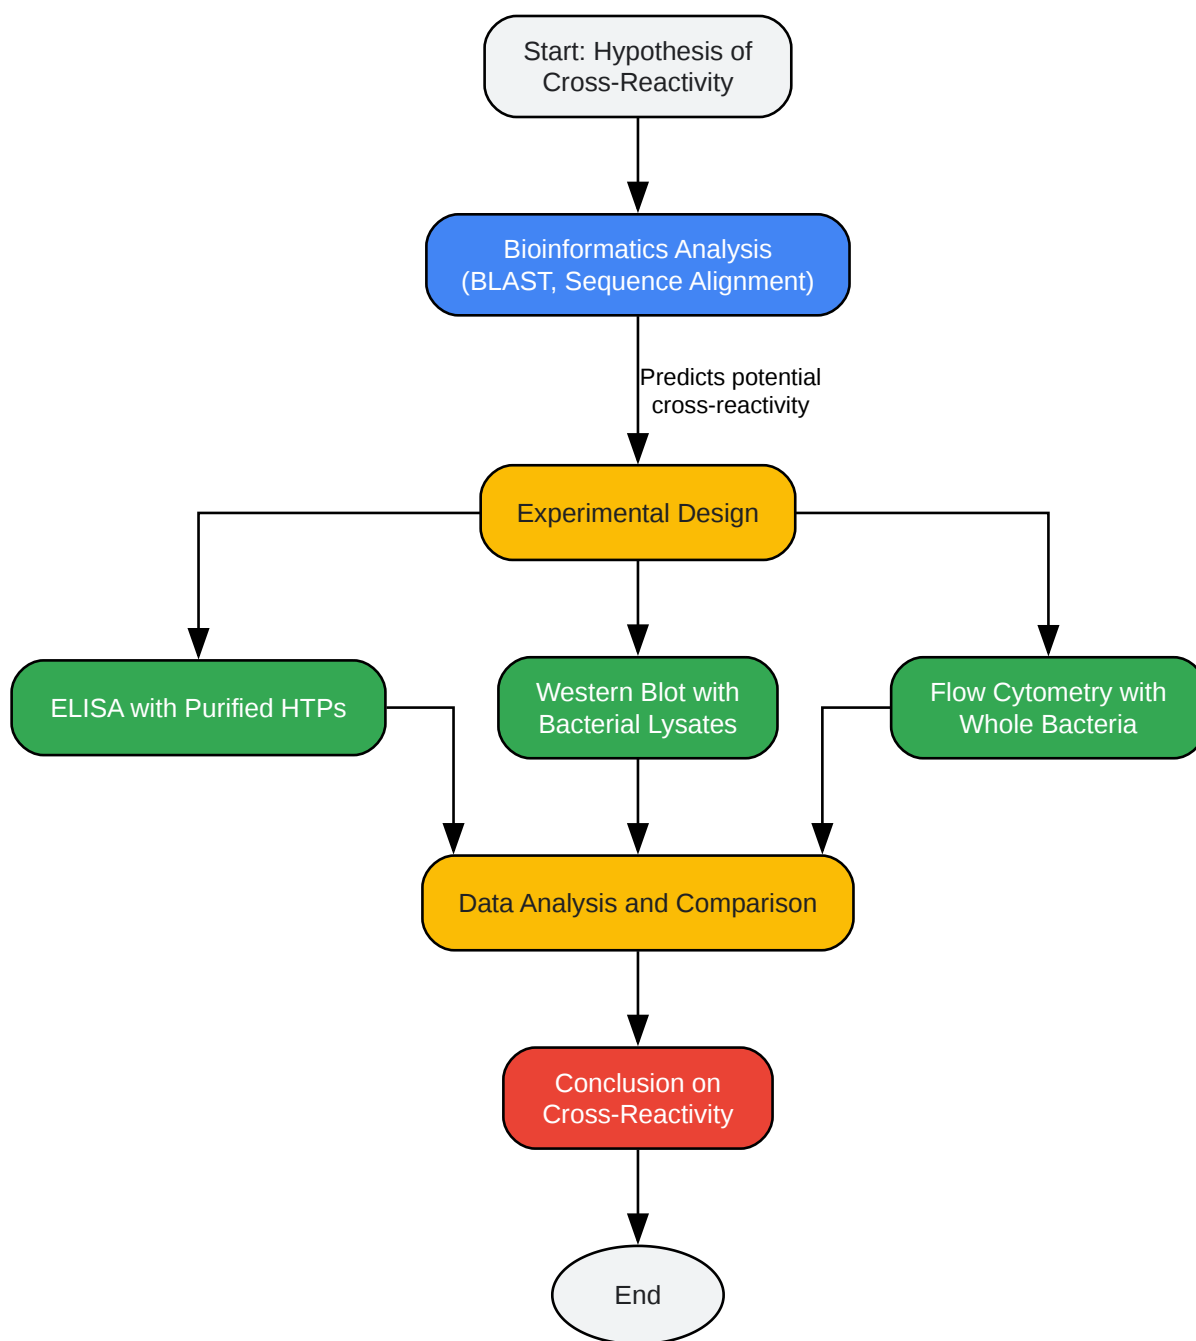 Start: Hypothesis of
Cross-Reactivity
Bioinformatics Analysis
(BLAST, Sequence Alignment)
Predicts potential
cross-reactivity
Experimental Design
ELISA with Purified HTPs
Western Blot with
Bacterial Lysates
Flow Cytometry with
Whole Bacteria
Data Analysis and Comparison
Conclusion on
Cross-Reactivity
End